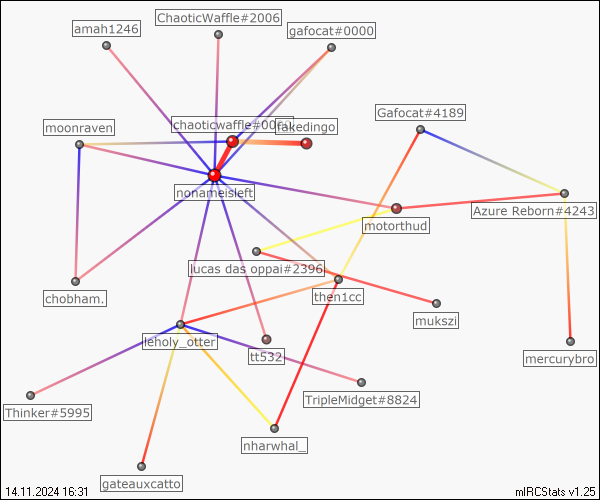 ChaoticWaffle#2006
amah1246
gafocat#0000
Gafocat#4189
moonraven
fakedingo
nonameisleft
Azure Reborn#4243
motorthud
lucas das oppai#2396
chobham.
then1cc
mukszi
leholy_otter
tt532
mercurybro
TripleMidget#8824
Thinker#5995
nharwhal_
gateauxcatto
14.11.2024 16:31
mIRCStats v1.25